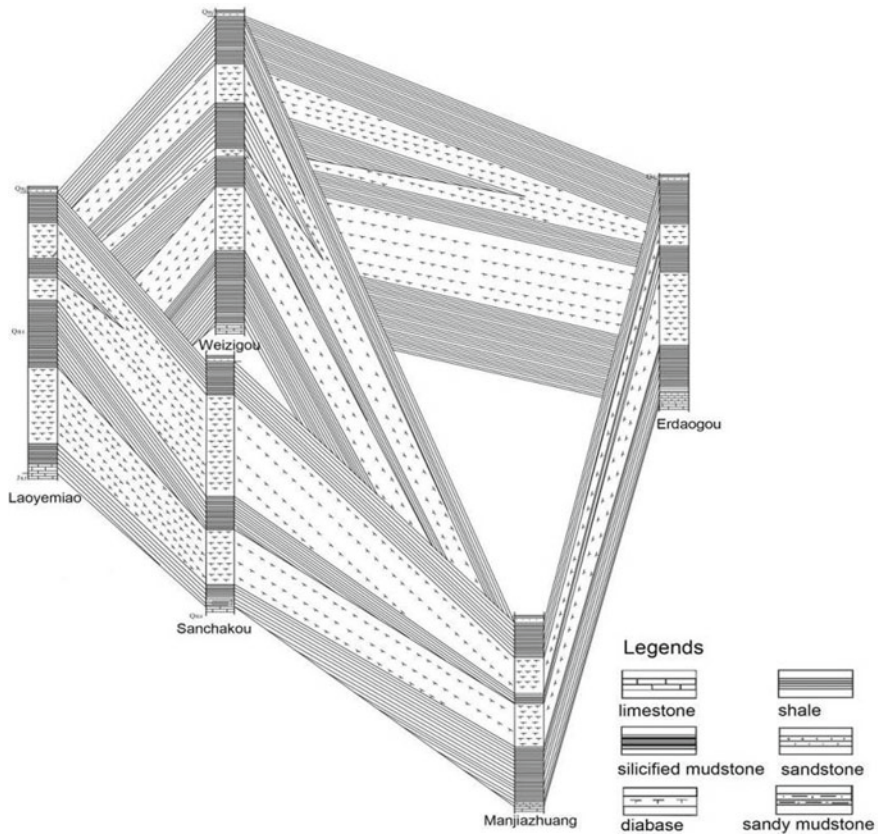 Weizigou
Erdaogou
Laoyemiao
Sanchakou
Manjiazhuang
Legends
limestone
shale
silicified mudstone
sandstone
diabase
sandy mudstone